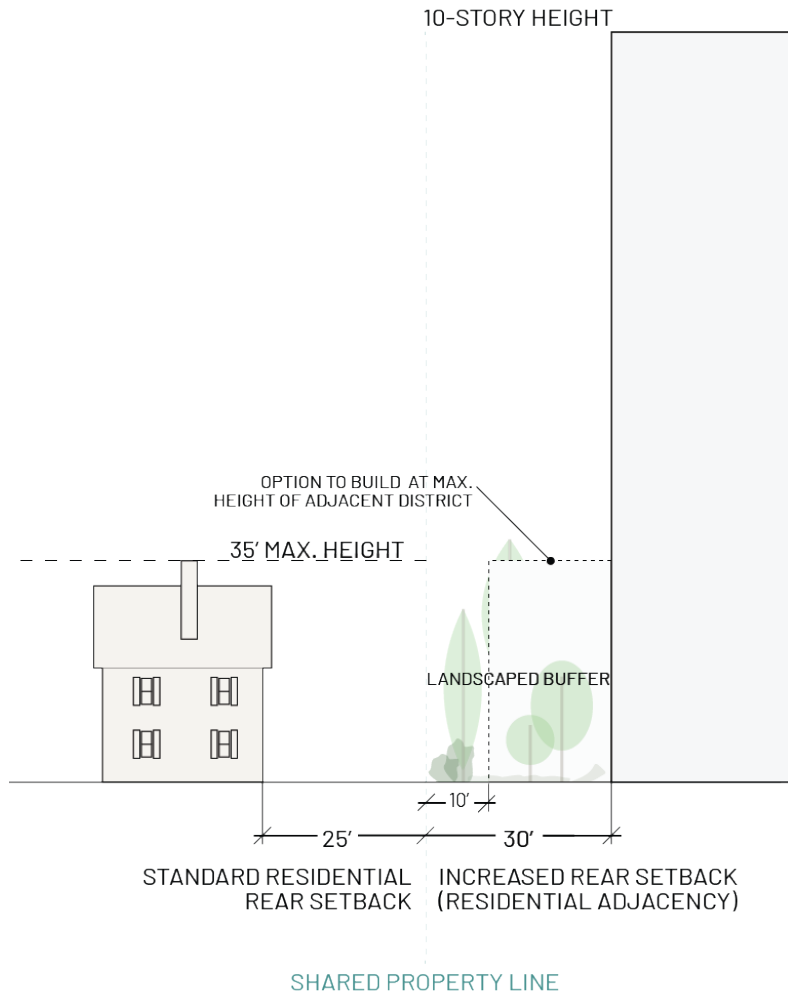 10-STORY HEIGHT
OPTION TO BUILD AT MAX.
HEIGHT OF ADJACENT DISTRICT
35' MAX. HEIGHT
LANDSCAPED BUFFER
10'
25'
30'
STANDARD RESIDENTIAL
REAR SETBACK
INCREASED REAR SETBACK
(RESIDENTIAL ADJACENCY)
SHARED PROPERTY LINE